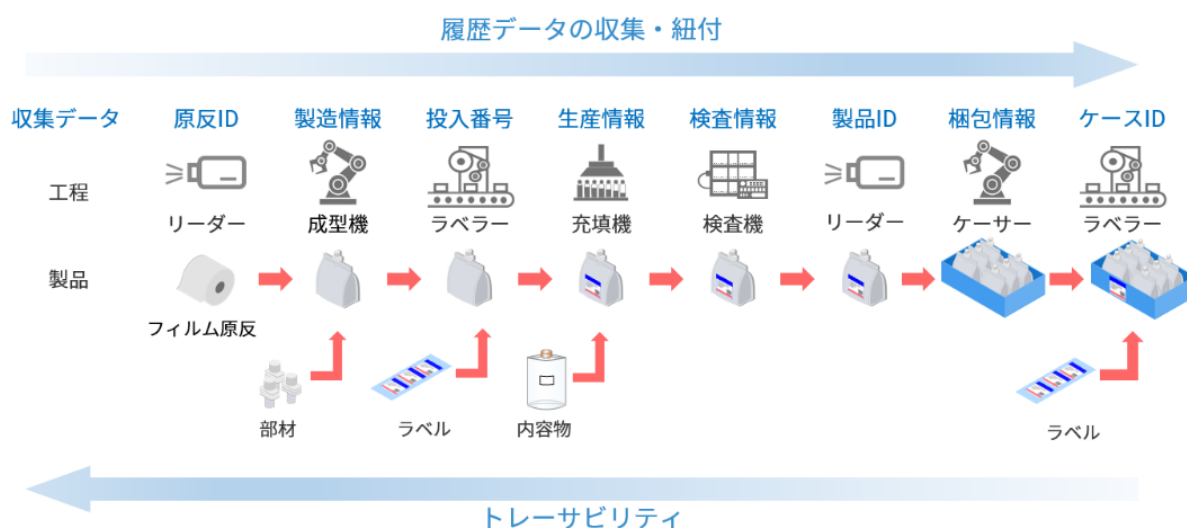 履歴データの収集・紐付
収集データ 原反ID 製造情報 投入番号 生産情報 検査情報 製品ID 梱包情報 ケースID
工程
リーダー 成型機 ラベラー 充填機 検査機 リーダー ケーサー ラベラー
製品
フィルム原反
部材 ラベル 内容物 ラベル
トレーサビリティ